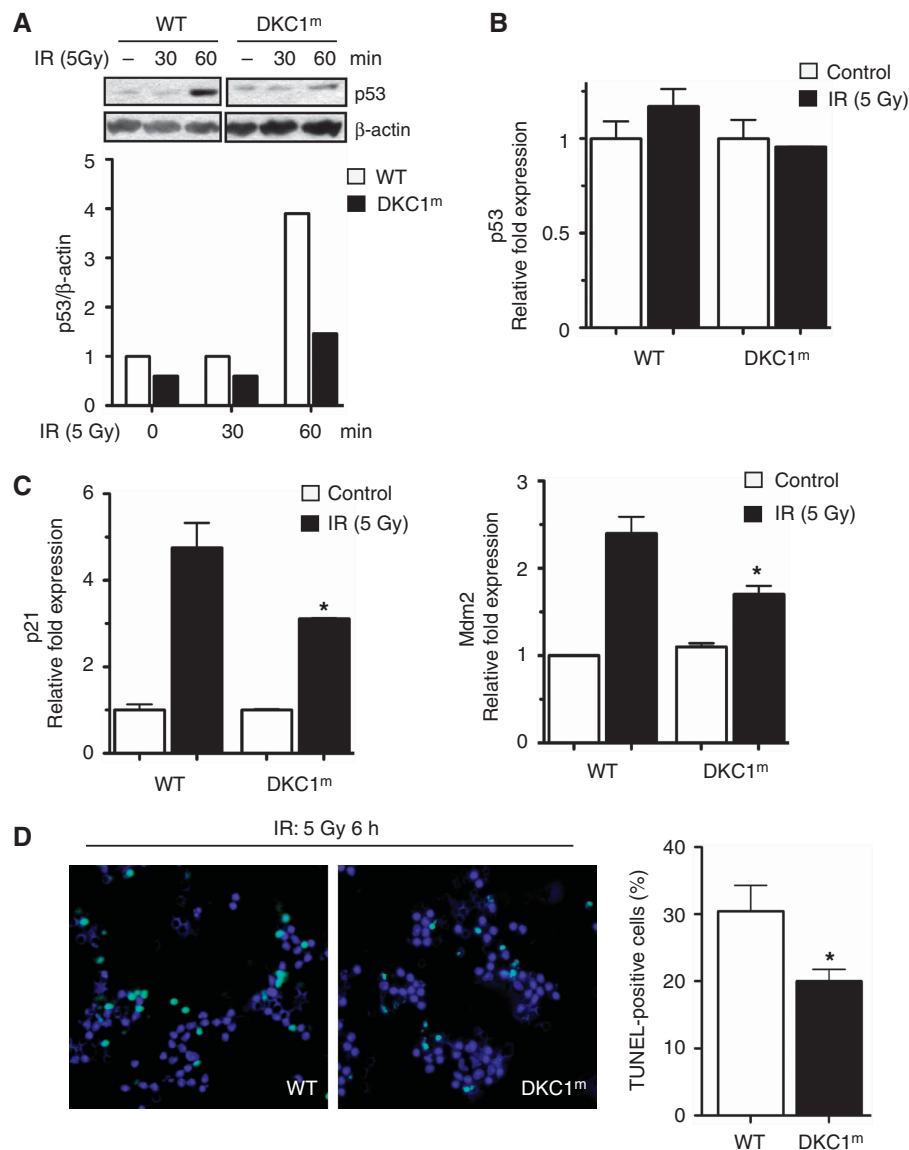 A
WT DKC1ᵐ
IR (5Gy) – 30 60 – 30 60 min
p53
β-actin
5
4
3
2
1
0
p53/β-actin
WT
DKC1ᵐ
IR (5 Gy) 0 30 60 min
B
Control
IR (5 Gy)
p53
Relative fold expression
1
0.5
0
WT DKC1ᵐ
C
Control
IR (5 Gy)
p21
Relative fold expression
6
4
2
0
*
WT DKC1ᵐ
Control
IR (5 Gy)
Mdm2
Relative fold expression
3
2
1
0
*
WT DKC1ᵐ
D
IR: 5 Gy 6 h
WT
DKC1ᵐ
TUNEL-positive cells (%)
40
30
20
10
0
*
WT DKC1ᵐ